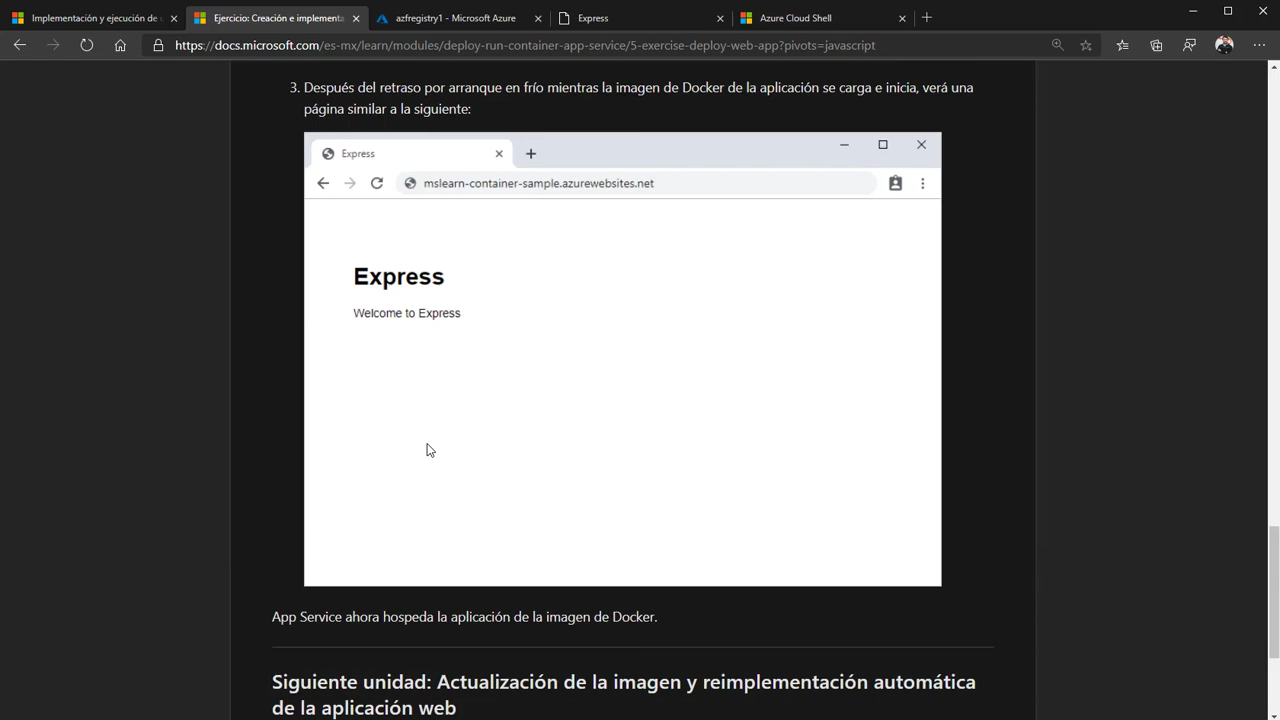 Implementación y ejecución de
Ejercicio: Creación e implementa
azfregistry1 - Microsoft Azure
Express
Azure Cloud Shell
https://docs.microsoft.com/es-mx/learn/modules/deploy-run-container-app-service/5-exercise-deploy-web-app?pivots=javascript
3. Después del retraso por arranque en frío mientras la imagen de Docker de la aplicación se carga e inicia, verá una
página similar a la siguiente:
Express
mslearn-container-sample.azurewebsites.net
Express
Welcome to Express
App Service ahora hospeda la aplicación de la imagen de Docker.
Siguiente unidad: Actualización de la imagen y reimplementación automática
de la aplicación web